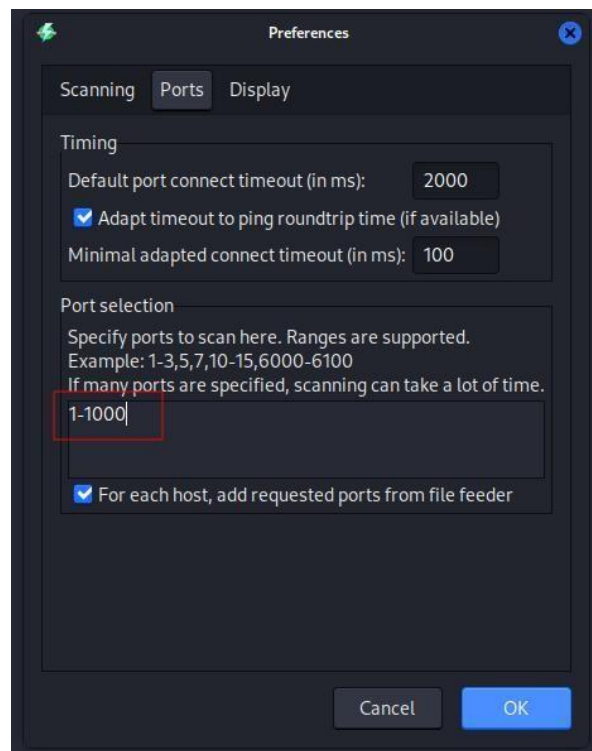 Preferences
Scanning Ports Display
Timing
Default port connect timeout (in ms): 2000
Adapt timeout to ping roundtrip time (if available)
Minimal adapted connect timeout (in ms): 100
Port selection
Specify ports to scan here. Ranges are supported.
Example: 1-3,5,7,10-15,6000-6100
If many ports are specified, scanning can take a lot of time.
1-1000
For each host, add requested ports from file feeder
Cancel OK